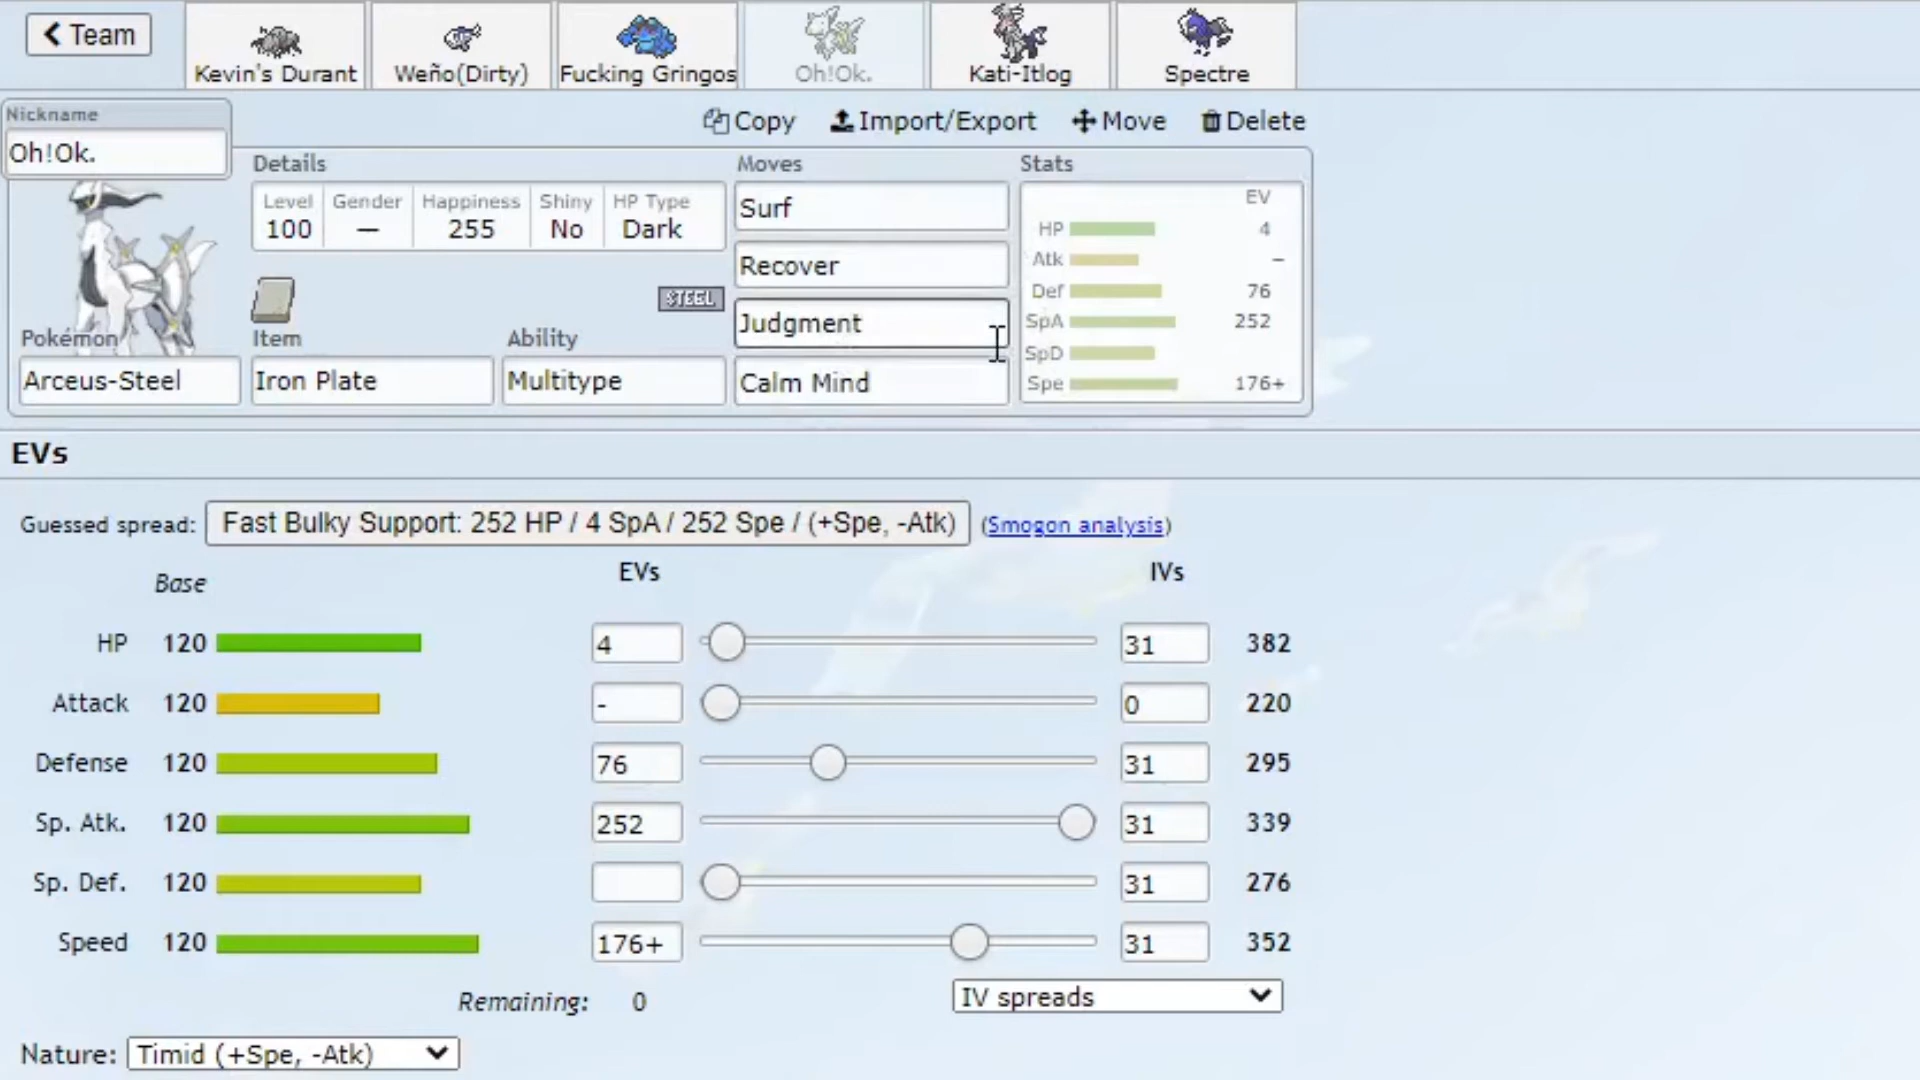 Team
Kevin's Durant
Weño(Dirty)
Fucking Gringos
Oh!Ok.
Kati-Itlog
Spectre
Nickname
Oh!Ok.
Copy
Import/Export
Move
Delete
Details
Level Gender Happiness Shiny HP Type
100 — 255 No Dark
STEEL
Pokémon
Arceus-Steel
Item
Iron Plate
Ability
Multitype
Moves
Surf
Recover
Judgment
Calm Mind
Stats
EV
HP 4
Atk –
Def 76
SpA 252
SpD
Spe 176+
EVs
Guessed spread: Fast Bulky Support: 252 HP / 4 SpA / 252 Spe / (+Spe, -Atk) (Smogon analysis)
Base EVs IVs
HP 120 4 31 382
Attack 120 - 0 220
Defense 120 76 31 295
Sp. Atk. 120 252 31 339
Sp. Def. 120 31 276
Speed 120 176+ 31 352
Remaining: 0 IV spreads
Nature: Timid (+Spe, -Atk)